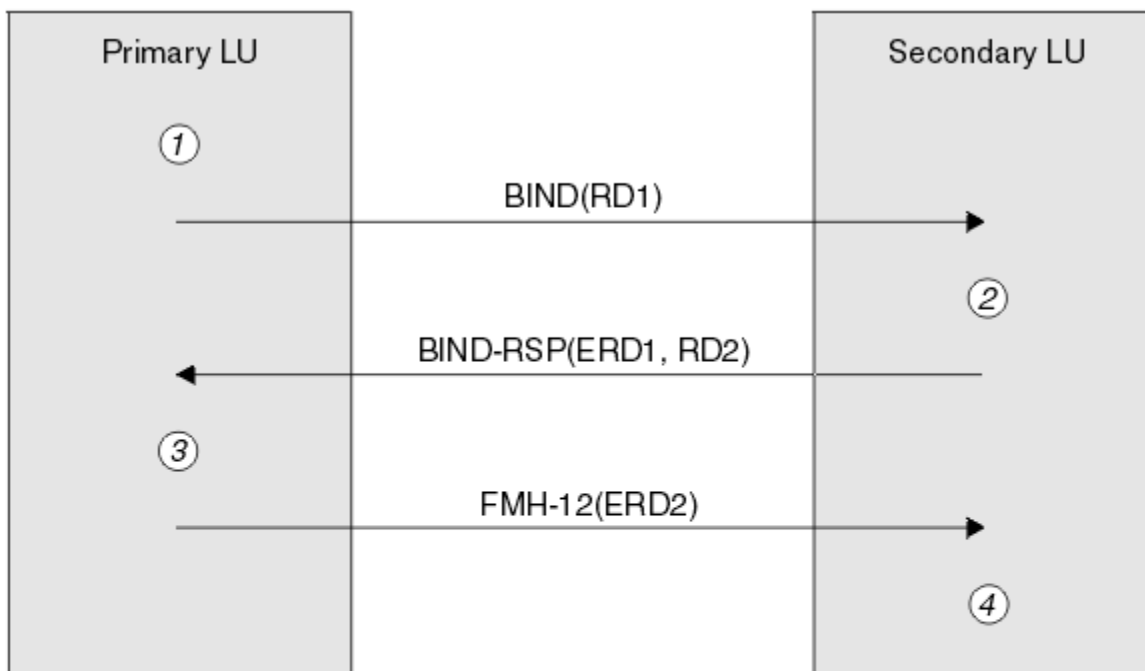 Primary LU
Secondary LU
1
BIND(RD1)
2
BIND-RSP(ERD1, RD2)
3
FMH-12(ERD2)
4